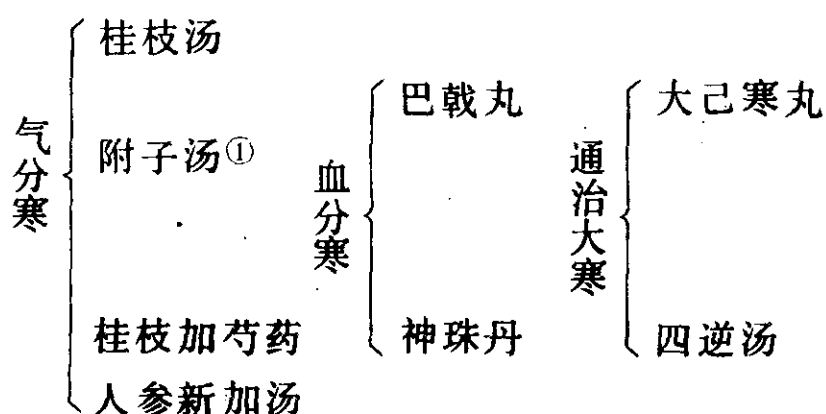 气分寒
桂枝汤
附子汤①
桂枝加芍药
人参新加汤
血分寒
巴戟丸
神珠丹
通治大寒
大己寒丸
四逆汤